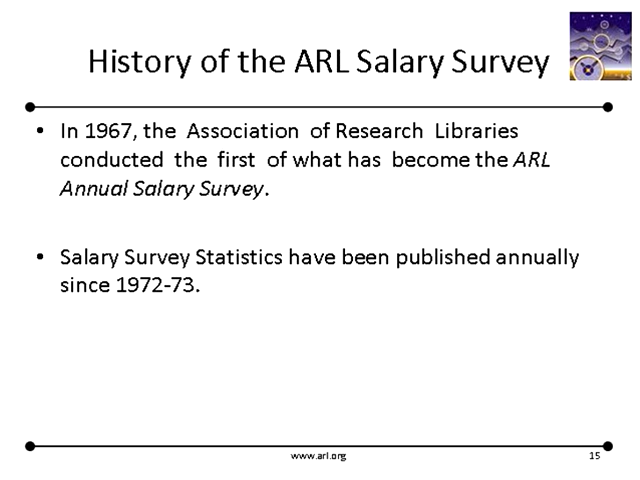 History of the ARL Salary Survey
• In 1967, the Association of Research Libraries
conducted the first of what has become the ARL
Annual Salary Survey.
• Salary Survey Statistics have been published annually
since 1972-73.
www.arl.org
15